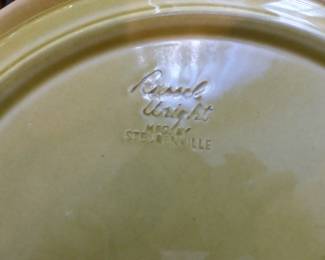 Russel
Wright
MFG. BY
STEUBENVILLE